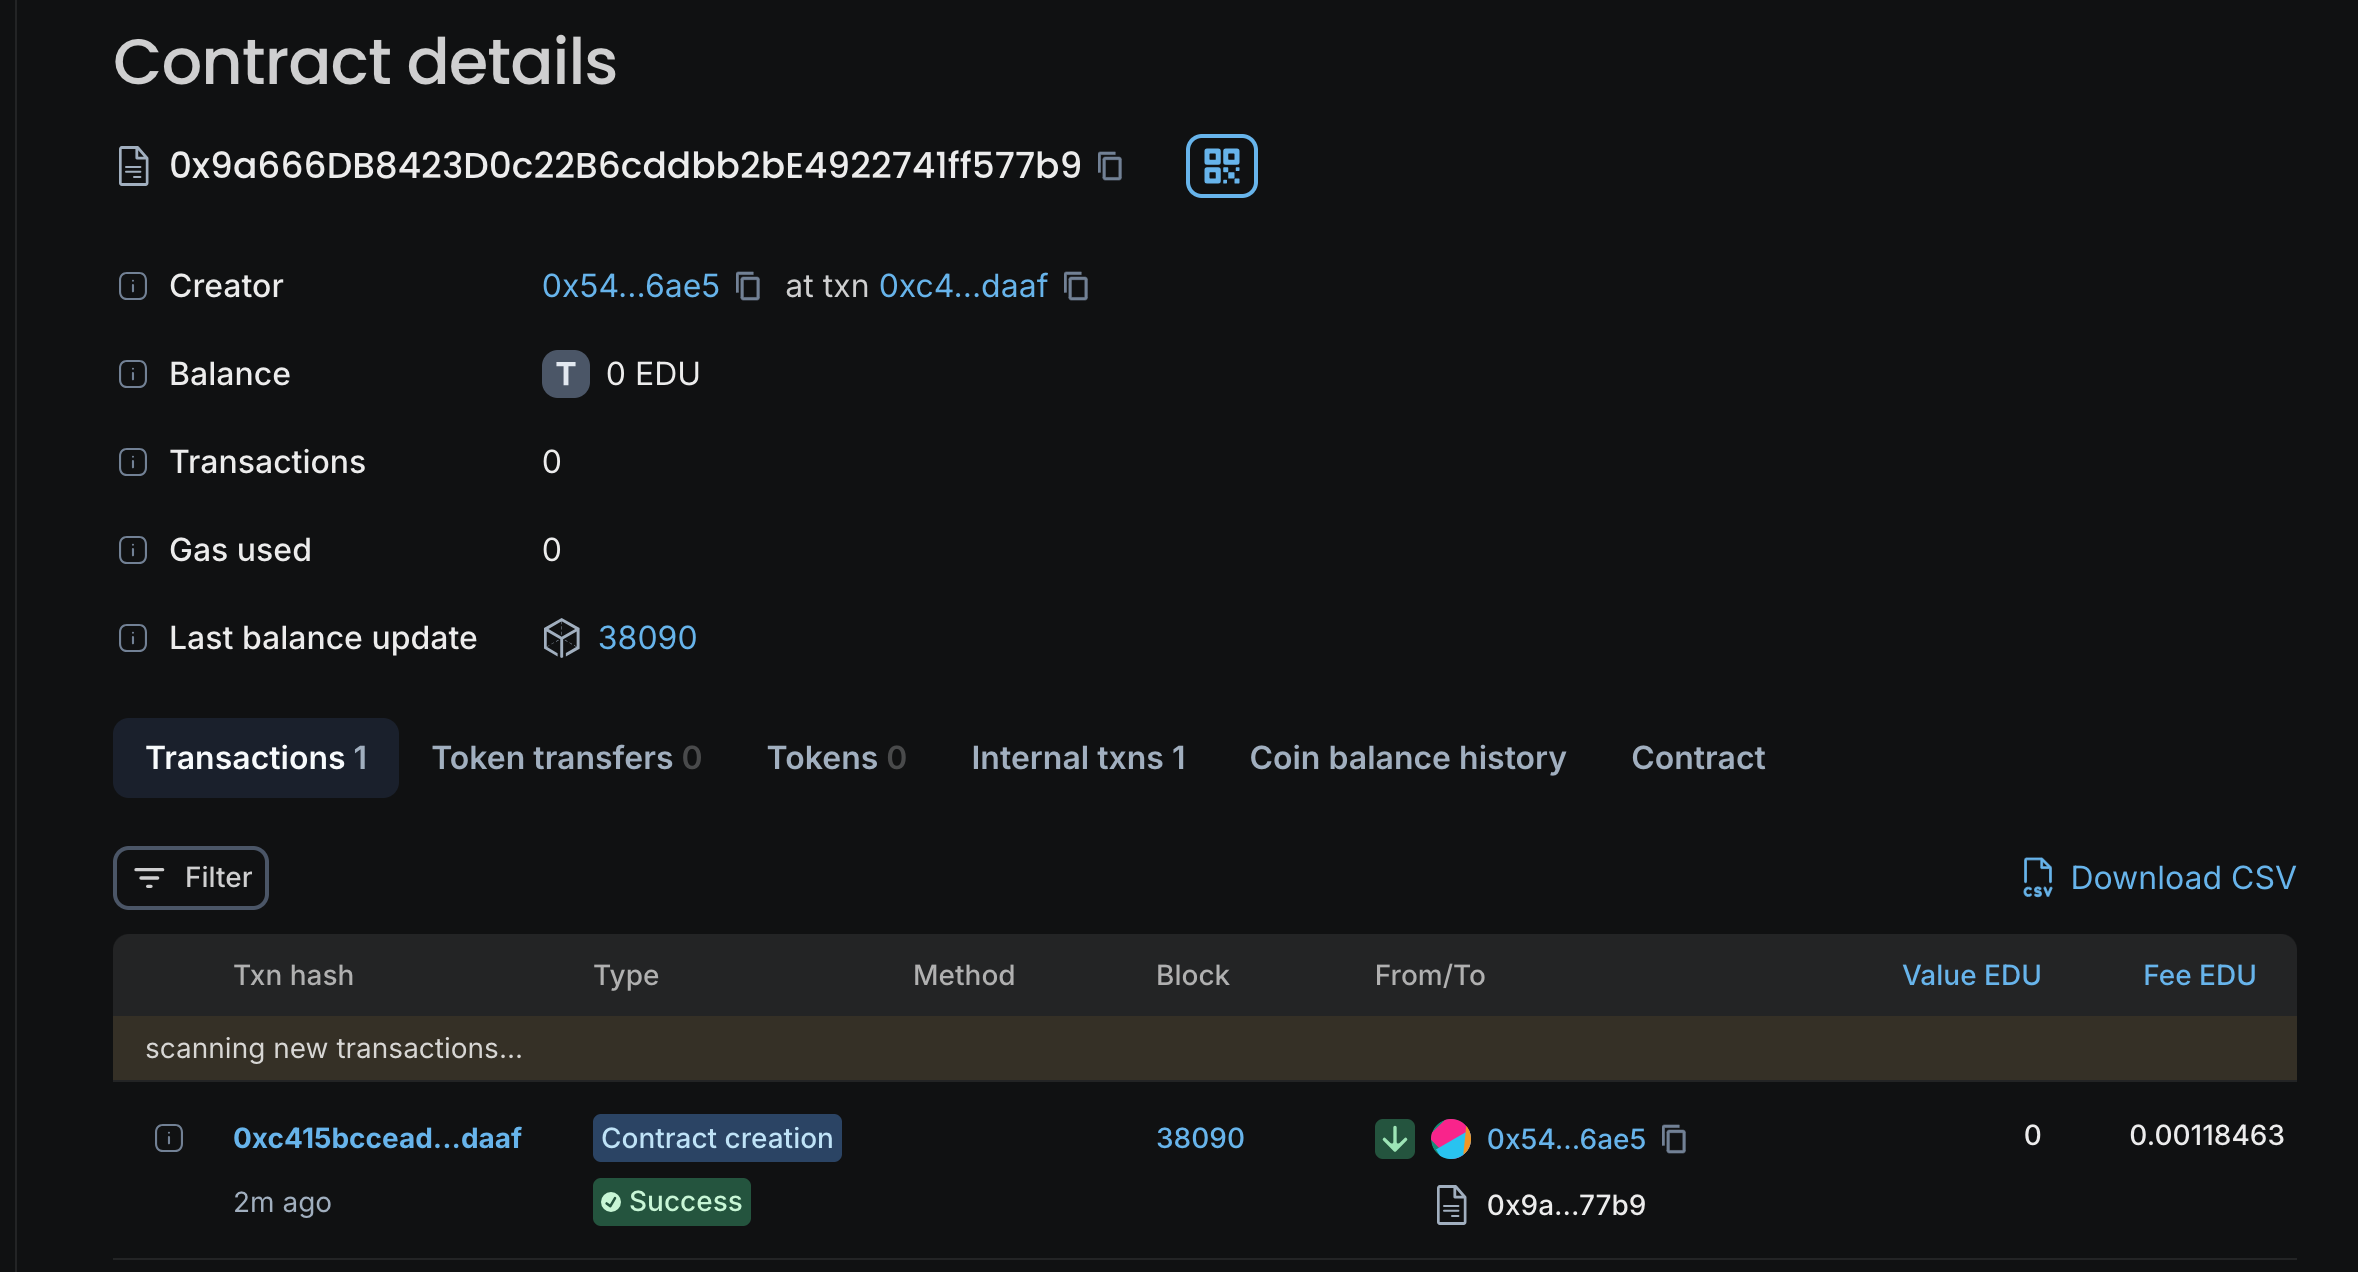 Contract details
0x9a666DB8423D0c22B6cddbb2bE4922741ff577b9
Creator 0x54...6ae5 at txn 0xc4...daaf
Balance T 0 EDU
Transactions 0
Gas used 0
Last balance update 38090
Transactions 1 Token transfers 0 Tokens 0 Internal txns 1 Coin balance history Contract
Filter CSV Download CSV
Txn hash Type Method Block From/To Value EDU Fee EDU
scanning new transactions...
0xc415bccead...daaf Contract creation 38090 0x54...6ae5 0 0.00118463
2m ago Success 0x9a...77b9